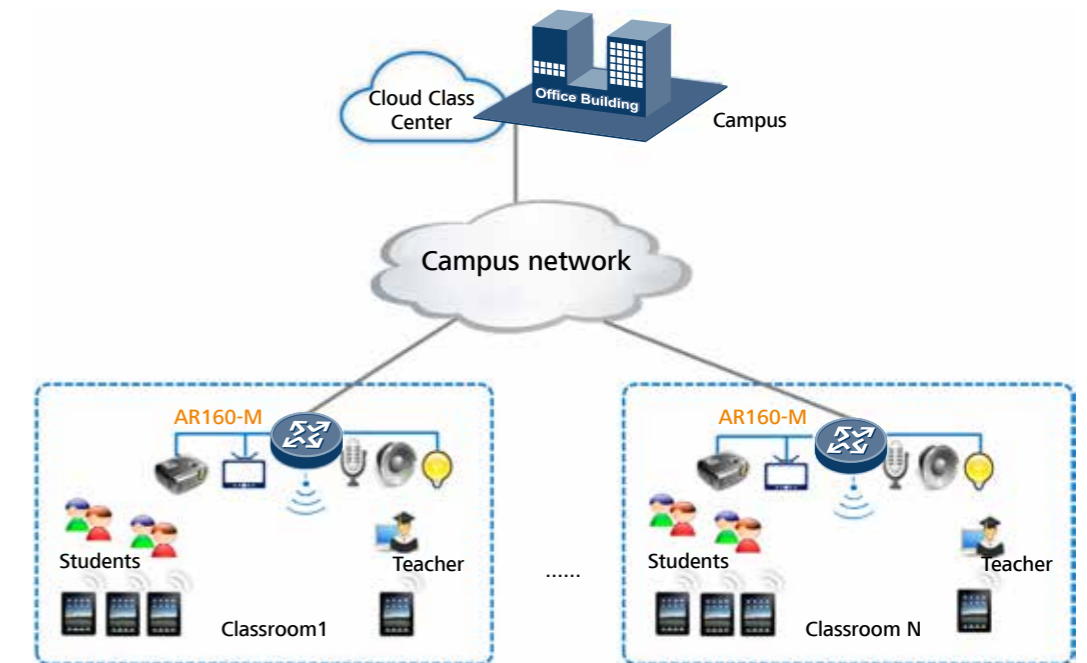 Cloud Class
Center
Office Building
Campus
Campus network
AR160-M
AR160-M
Students
Teacher
......
Students
Teacher
Classroom1
Classroom N